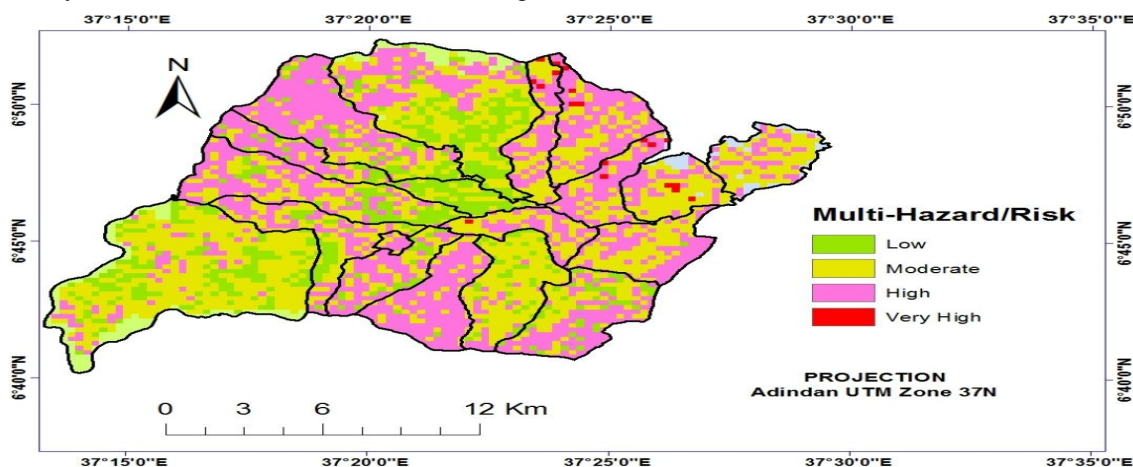 37°15'0"E 37°20'0"E 37°25'0"E 37°30'0"E 37°35'0"E
N
6°50'0"N 6°50'0"N
Multi-Hazard/Risk
Low
6°45'0"N 6°45'0"N
Moderate
High
Very High
PROJECTION
Adindan UTM Zone 37N
6°40'0"N 6°40'0"N
0 3 6 12 Km
37°15'0"E 37°20'0"E 37°25'0"E 37°30'0"E 37°35'0"E